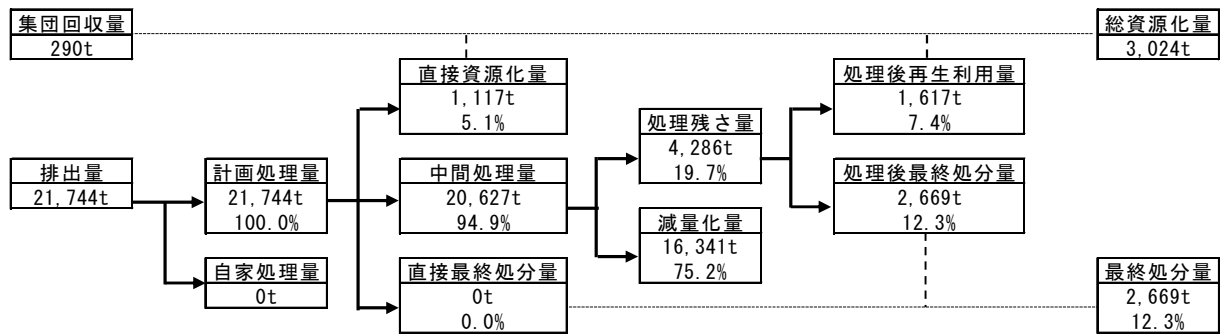 集団回収量
290t
総資源化量
3,024t
直接資源化量
1,117t
5.1%
処理後再生利用量
1,617t
7.4%
処理残さ量
4,286t
19.7%
排出量
21,744t
計画処理量
21,744t
100.0%
中間処理量
20,627t
94.9%
処理後最終処分量
2,669t
12.3%
減量化量
16,341t
75.2%
自家処理量
0t
直接最終処分量
0t
0.0%
最終処分量
2,669t
12.3%